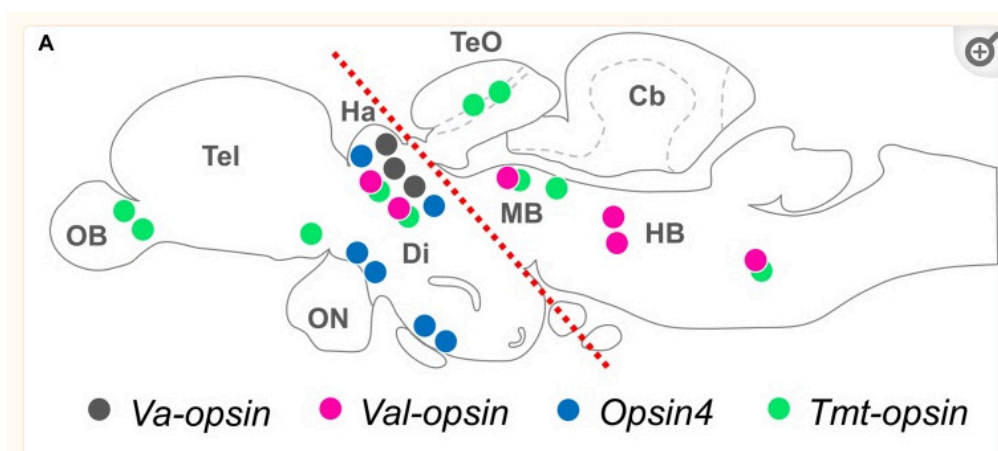 A
TeO
Ha
Cb
Tel
MB
OB
HB
Di
ON
Va-opsin Val-opsin Opsin4 Tmt-opsin